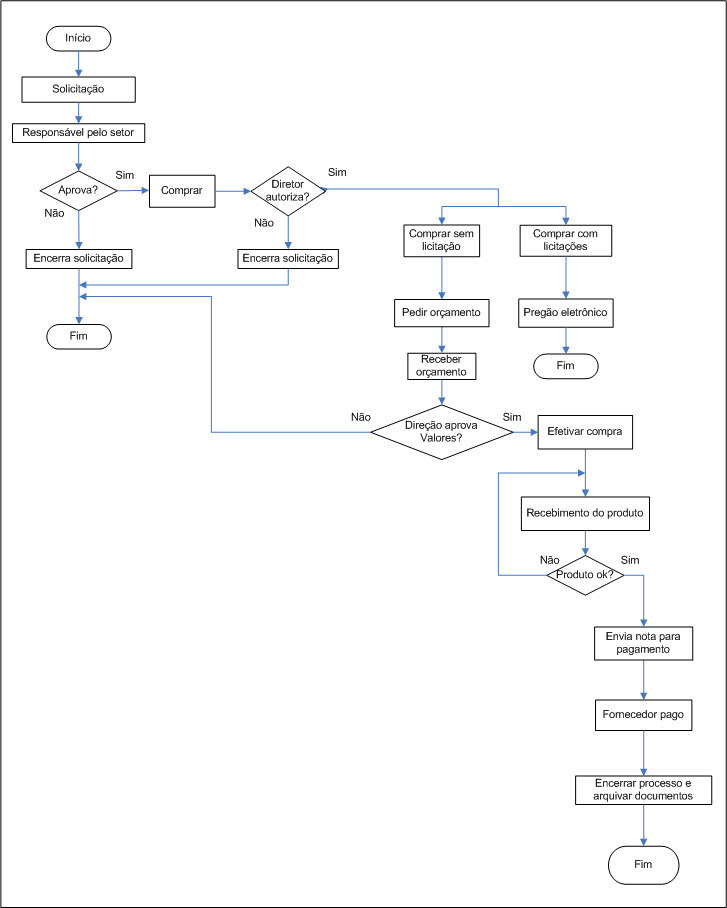 Início
Solicitação
Responsável pelo setor
Aprova?
Sim
Não
Comprar
Diretor
autoriza?
Sim
Não
Encerra solicitação
Encerra solicitação
Fim
Comprar sem
licitação
Comprar com
licitações
Pedir orçamento
Pregão eletrônico
Receber
orçamento
Fim
Não
Direção aprova
Valores?
Sim
Efetivar compra
Recebimento do produto
Não
Produto ok?
Sim
Envia nota para
pagamento
Fornecedor pago
Encerrar processo e
arquivar documentos
Fim